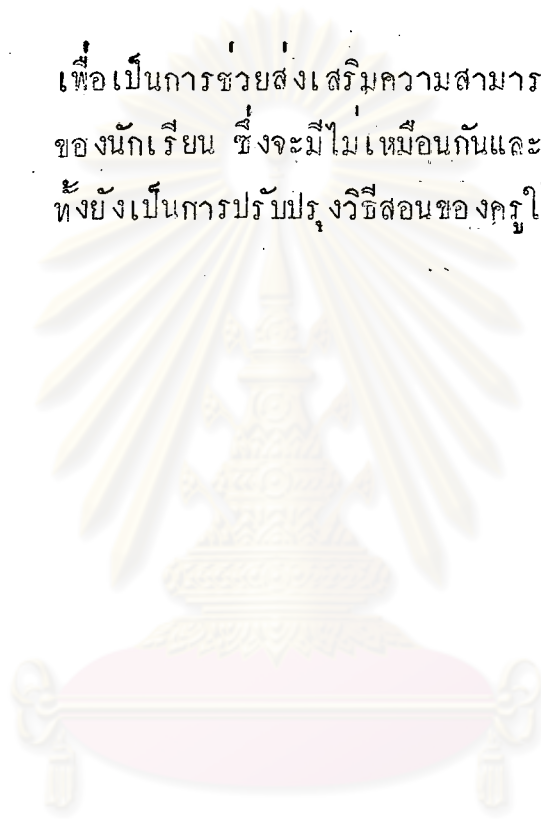 เพื่อเป็นการช่วยส่งเสริมความสามาร
ของนักเรียน ซึ่งจะมีไม่เหมือนกันและ
ทั้งยังเป็นการปรับปรุงวิธีสอนของครูใ